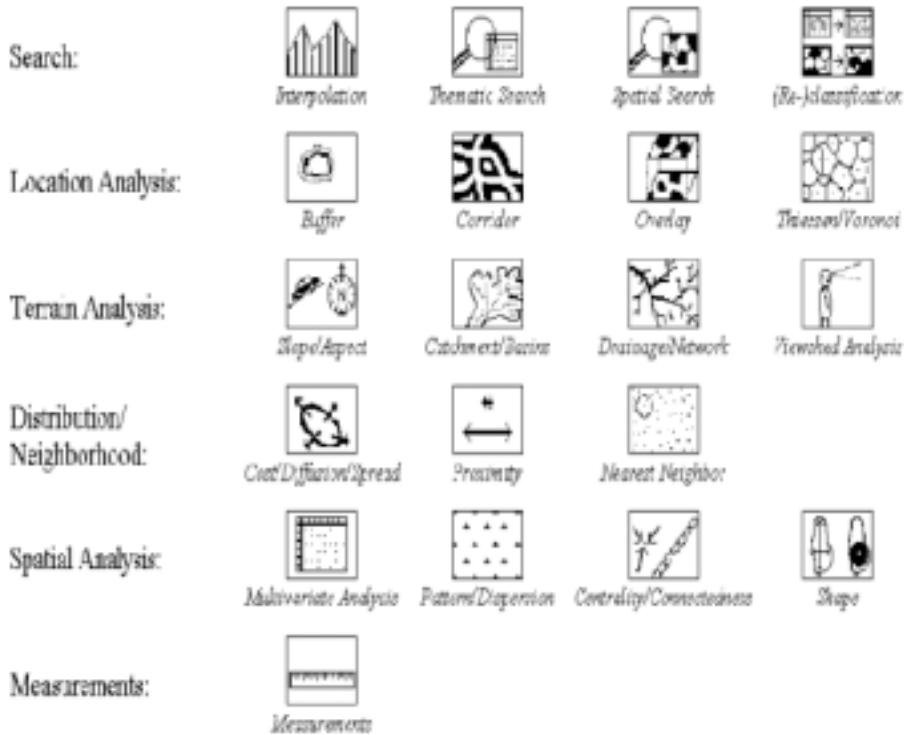 Search:
Interpolation Thematic Search Spatial Search (Re-)classification
Location Analysis:
Buffer Corridor Overlay Thiessen/Voronoi
Terrain Analysis:
Slope/Aspect Catchment/Basins Drainage/Network Viewshed Analysis
Distribution/
Neighborhood:
Cost/Diffusion/Spread Proximity Nearest Neighbor
Spatial Analysis:
Multivariate Analysis Pattern/Dispersion Centrality/Connectedness Shape
Measurements:
Measurements